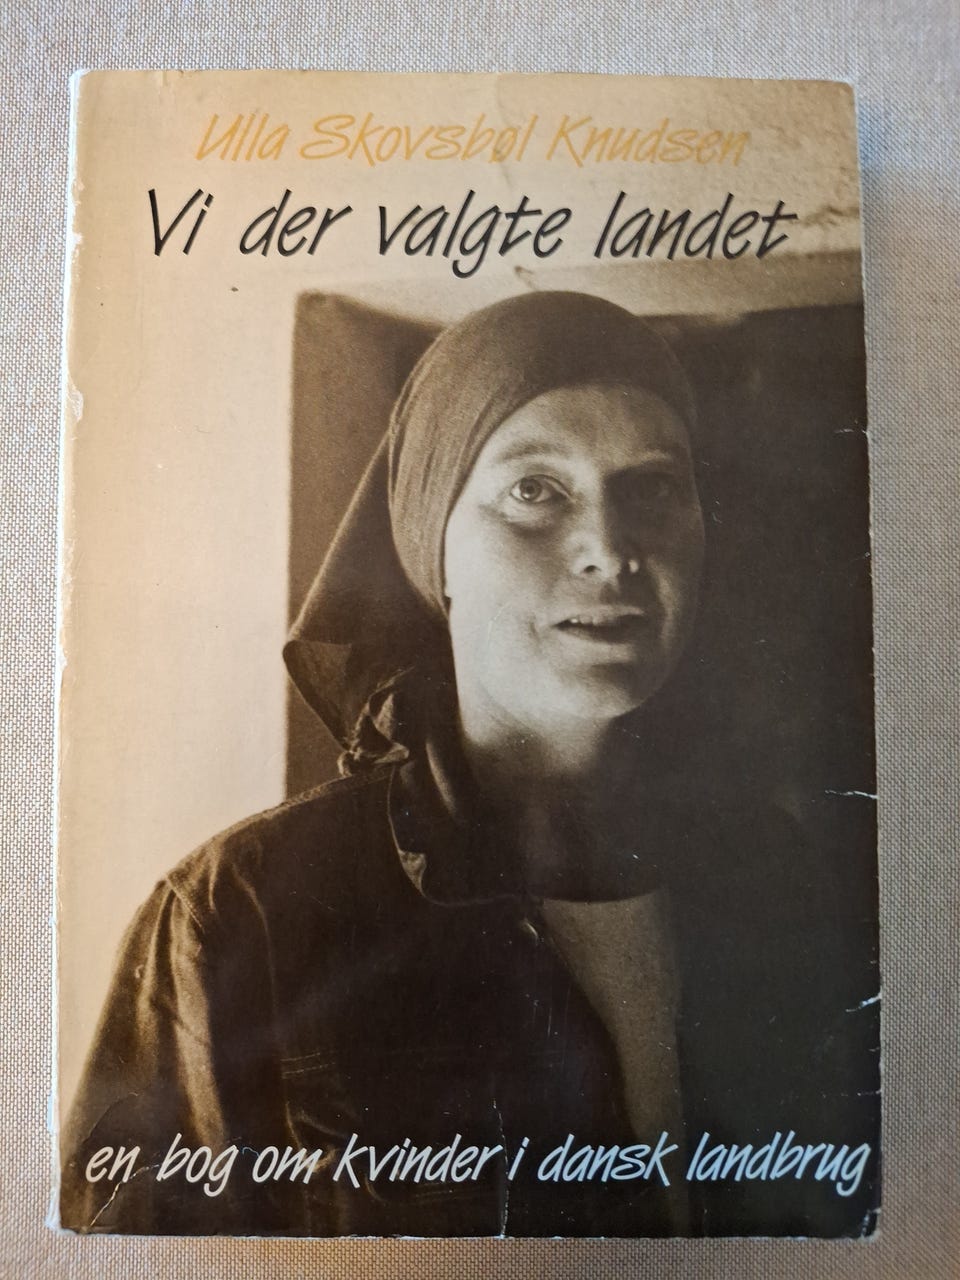 Ulla Skovsbøl Knudsen
Vi der valgte landet
en bog om kvinder i dansk landbrug